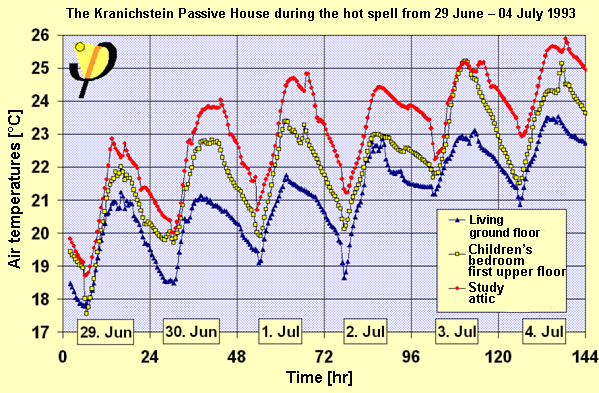 The Kranichstein Passive House during the hot spell from 29 June – 04 July 1993
Air temperatures [°C]
26
25
24
23
22
21
20
19
18
17
Living
ground floor
Children's
bedroom
first upper floor
Study
attic
29. Jun
30. Jun
1. Jul
2. Jul
3. Jul
4. Jul
0 24 48 72 96 120 144
Time [hr]